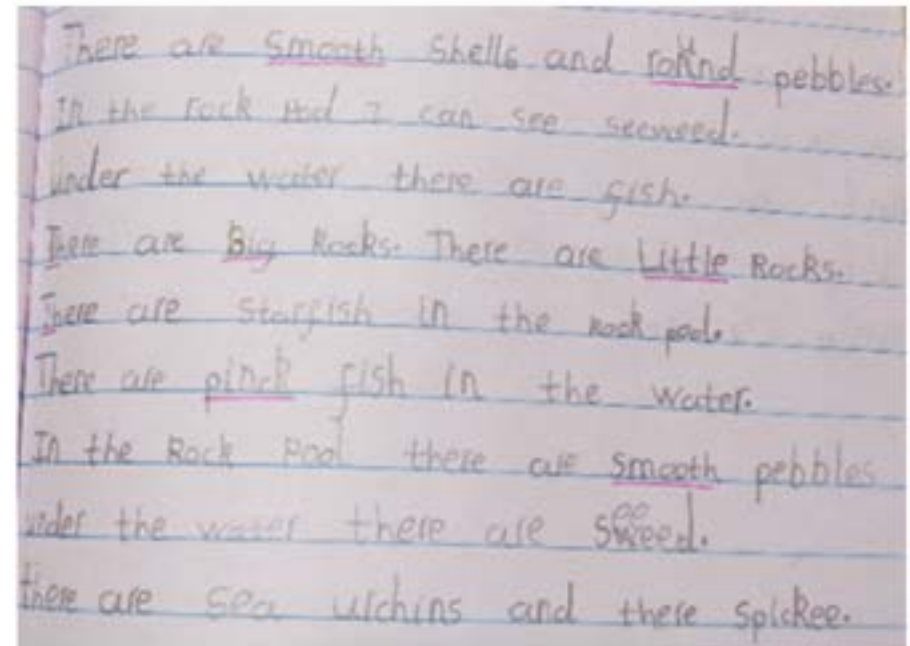 There are smooth shells and round pebbles.
In the rock pool I can see seeweed.
under the water there are fish.
There are Big Rocks. There are Little Rocks.
There are starfish in the rock pool.
There are pinck fish in the water.
In the Rock Pool there are smooth pebbles
under the water there are
there are sea urchins and there spickee.